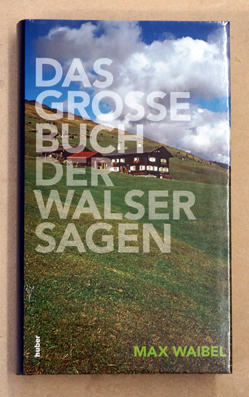 DAS
GROSSE
BUCH
DER
WALSER
SAGEN
MAX WAIBEL
huber